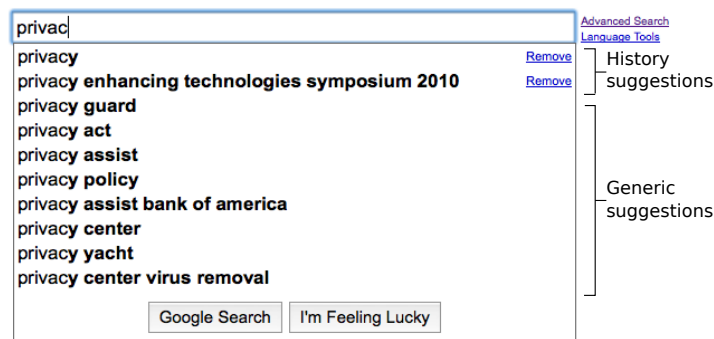 privac
Advanced Search
Language Tools
privacy
Remove
privacy enhancing technologies symposium 2010
Remove
History
suggestions
privacy guard
privacy act
privacy assist
privacy policy
privacy assist bank of america
privacy center
privacy yacht
privacy center virus removal
Generic
suggestions
Google Search
I'm Feeling Lucky